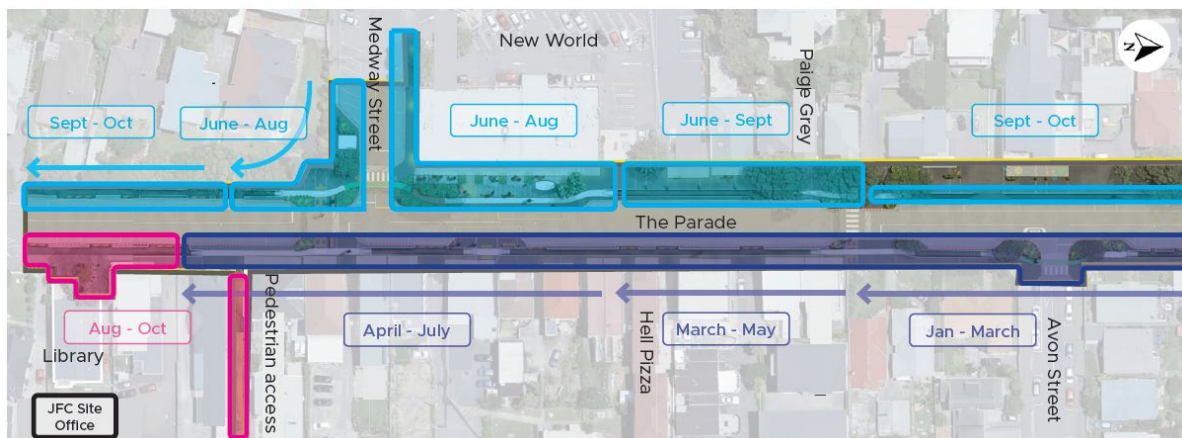 New World
Medway Street
Paige Grey
N
Sept - Oct
June - Aug
June - Aug
June - Sept
Sept - Oct
The Parade
Aug - Oct
April - July
March - May
Jan - March
Library
Pedestrian access
Hell Pizza
Avon Street
JFC Site
Office